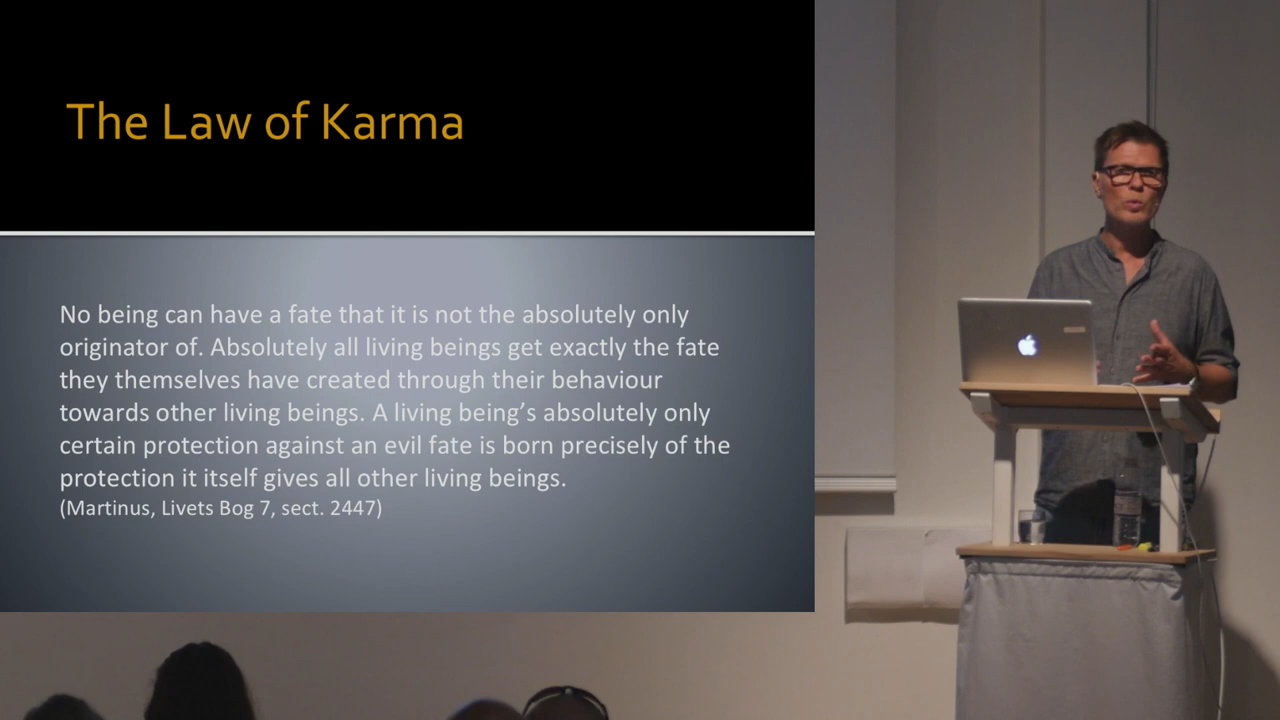 The Law of Karma
No being can have a fate that it is not the absolutely only
originator of. Absolutely all living beings get exactly the fate
they themselves have created through their behaviour
towards other living beings. A living being’s absolutely only
certain protection against an evil fate is born precisely of the
protection it itself gives all other living beings.
(Martinus, Livets Bog 7, sect. 2447)